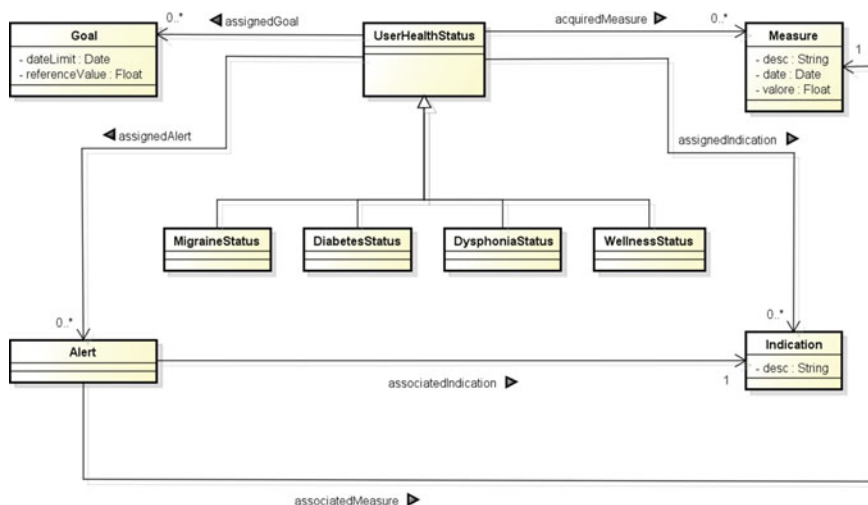 0..*
assignedGoal
UserHealthStatus
acquiredMeasure
0..*
Goal
- dateLimit : Date
- referenceValue : Float
Measure
- desc : String
- date : Date
- valore : Float
1
assignedAlert
assignedIndication
MigraineStatus
DiabetesStatus
DysphoniaStatus
WellnessStatus
0..*
0..*
Alert
Indication
- desc : String
associatedIndication
1
associatedMeasure